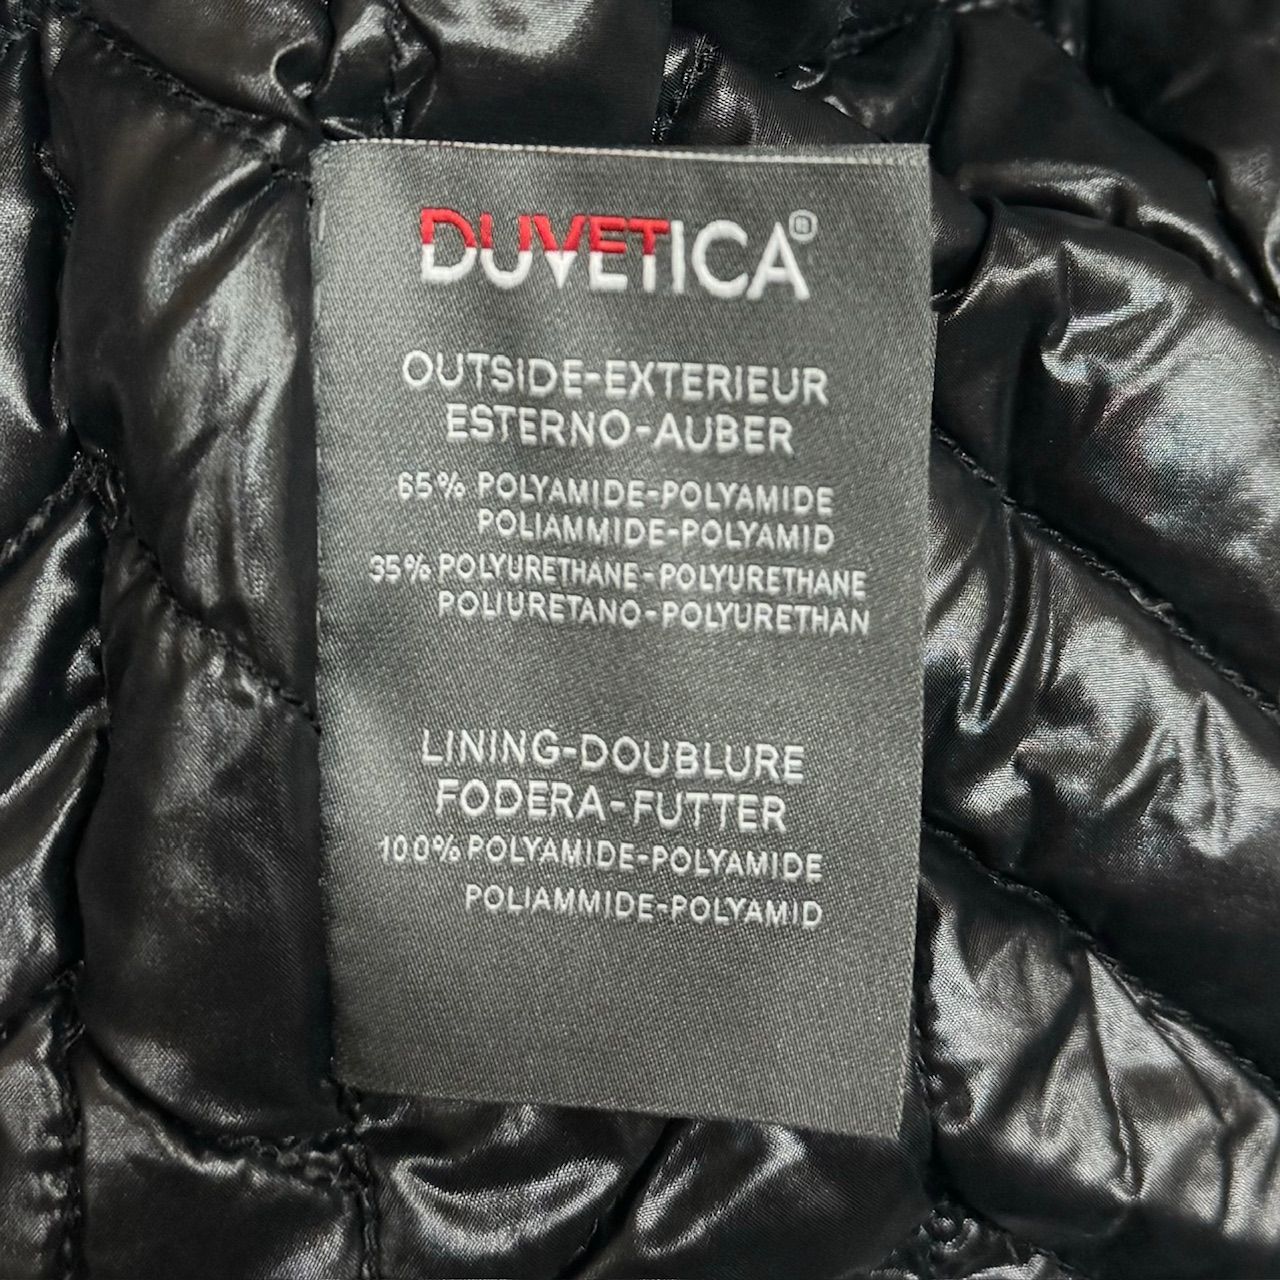 DUVETICA®
OUTSIDE-EXTERIEUR
ESTERNO-AUBER
65% POLYAMIDE-POLYAMIDE
POLIAMMIDE-POLYAMID
35% POLYURETHANE-POLYURETHANE
POLIURETANO-POLYURETHAN
LINING-DOUBLURE
FODERA-FUTTER
100% POLYAMIDE-POLYAMIDE
POLIAMMIDE-POLYAMID